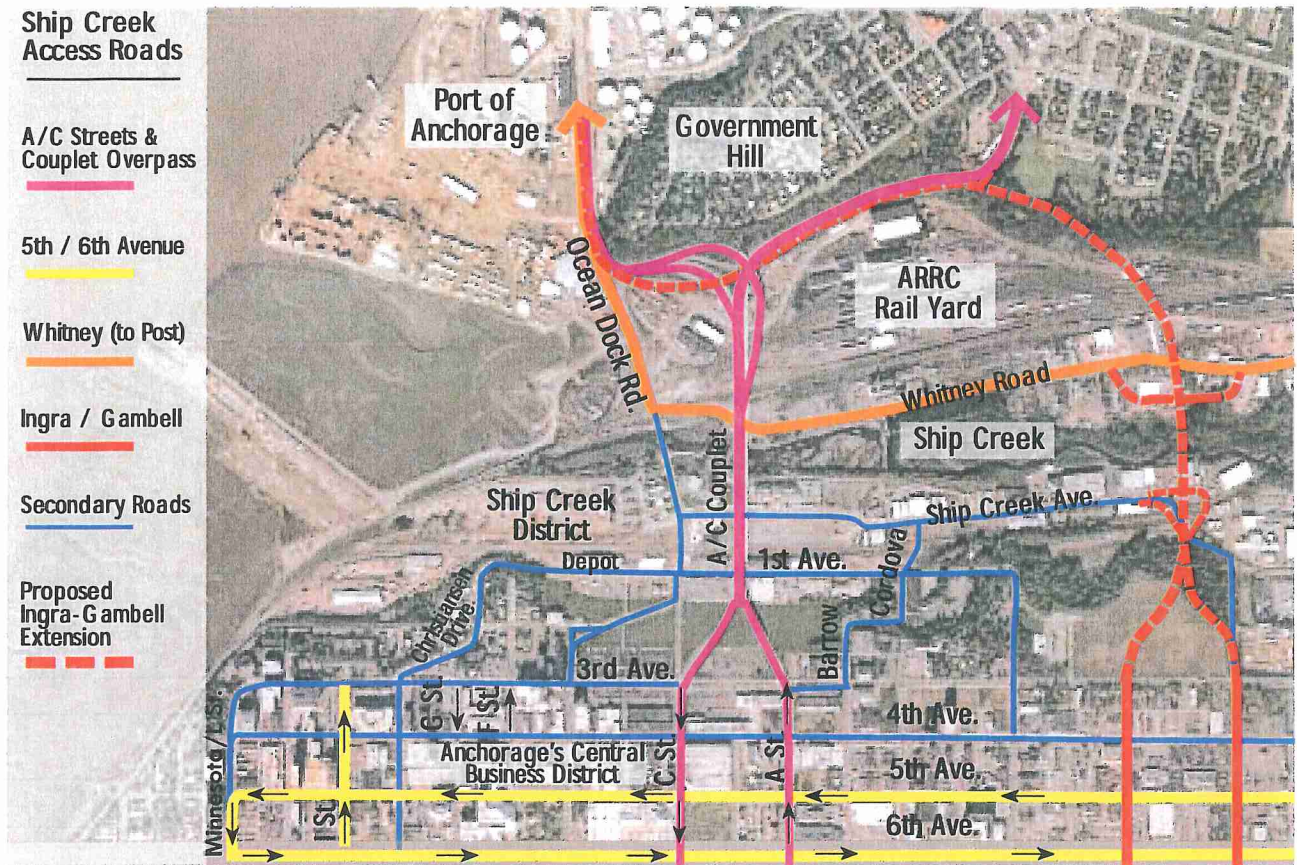 Ship Creek
Access Roads
A/C Streets &
Couplet Overpass
5th / 6th Avenue
Whitney (to Post)
Ingra / Gambell
Secondary Roads
Proposed
Ingra-Gambell
Extension
Port of
Anchorage
Government
Hill
Ocean Dock Rd.
ARRC
Rail Yard
Whitney Road
Ship Creek
A/C Couplet
Ship Creek
District
Ship Creek Ave.
Depot
1st Ave.
Cordova
Christiansen
Drive.
Barrow
3rd Ave.
G St.
F St.
4th Ave.
Minnesota/L St.
Anchorage's Central
Business District
C St
A St
5th Ave.
I St.
6th Ave.